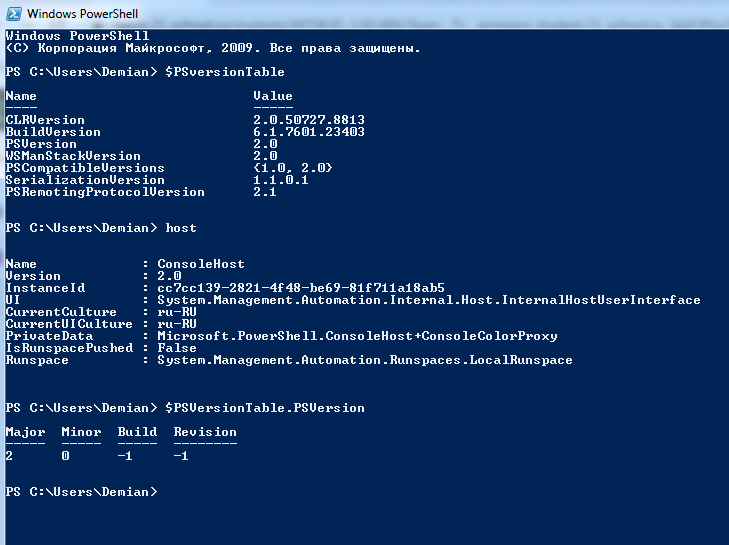 Windows PowerShell
Windows PowerShell
(C) Корпорация Майкрософт, 2009. Все права защищены.
PS C:\Users\Demian> $PSversionTable
Name                           Value
----                           -----
CLRVersion                     2.0.50727.8813
BuildVersion                   6.1.7601.23403
PSVersion                      2.0
WSManStackVersion              2.0
PSCompatibleVersions           {1.0, 2.0}
SerializationVersion           1.1.0.1
PSRemotingProtocolVersion      2.1
PS C:\Users\Demian> host
Name             : ConsoleHost
Version          : 2.0
InstanceId       : cc7cc139-2821-4f48-be69-81f711a18ab5
UI               : System.Management.Automation.Internal.Host.InternalHostUserInterface
CurrentCulture   : ru-RU
CurrentUICulture : ru-RU
PrivateData      : Microsoft.PowerShell.ConsoleHost+ConsoleColorProxy
IsRunspacePushed : False
Runspace         : System.Management.Automation.Runspaces.LocalRunspace
PS C:\Users\Demian> $PSVersionTable.PSVersion
Major  Minor  Build  Revision
-----  -----  -----  --------
2      0      -1     -1
PS C:\Users\Demian>